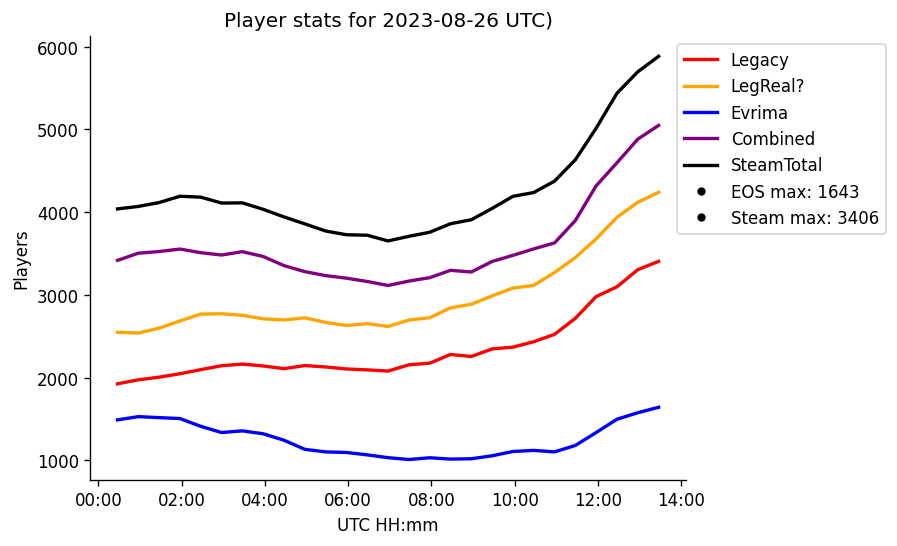 Player stats for 2023-08-26 UTC)
6000
5000
4000
3000
2000
1000
Players
00:00 02:00 04:00 06:00 08:00 10:00 12:00 14:00
UTC HH:mm
Legacy
LegReal?
Evrima
Combined
SteamTotal
EOS max: 1643
Steam max: 3406